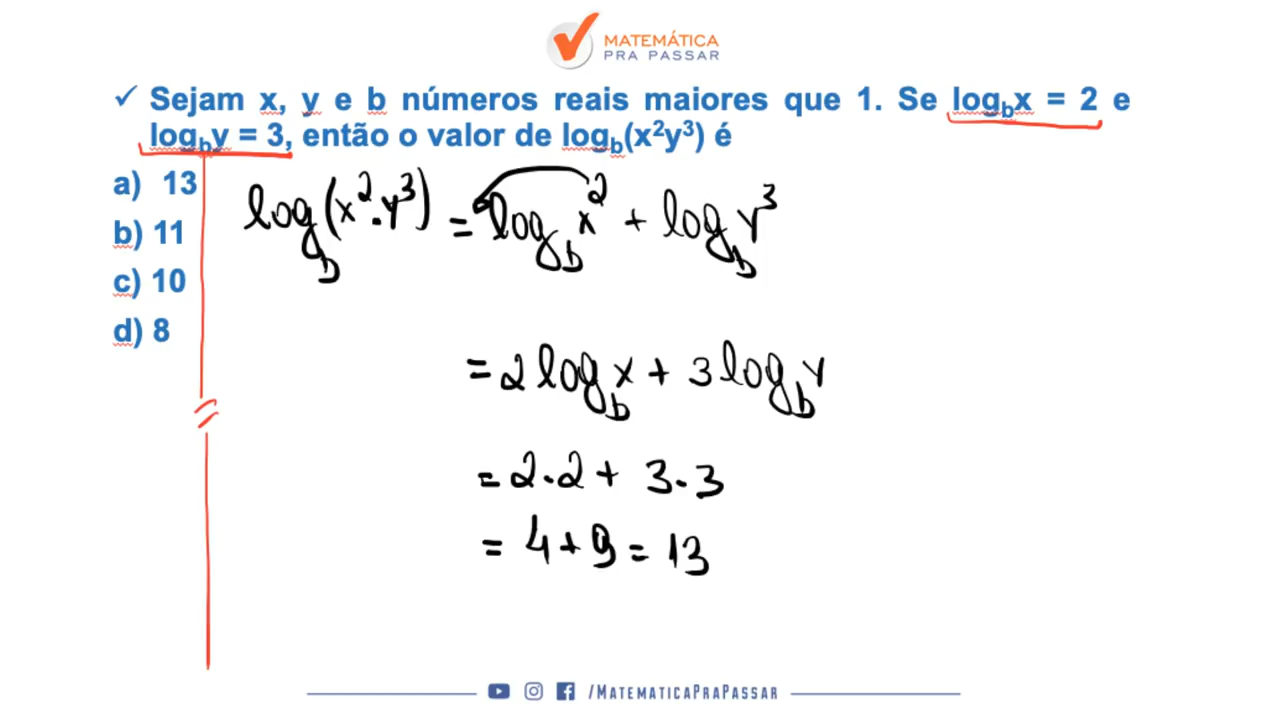 MATEMÁTICA
PRA PASSAR
✓ Sejam x, y e b números reais maiores que 1. Se log_b x = 2 e
log_b y = 3, então o valor de log_b(x²y³) é
a) 13
b) 11
c) 10
d) 8
log_b (x²·y³) = log_b x² + log_b y³
= 2 log_b x + 3 log_b y
= 2·2 + 3·3
= 4 + 9 = 13
/MATEMATICAPRAPASSAR